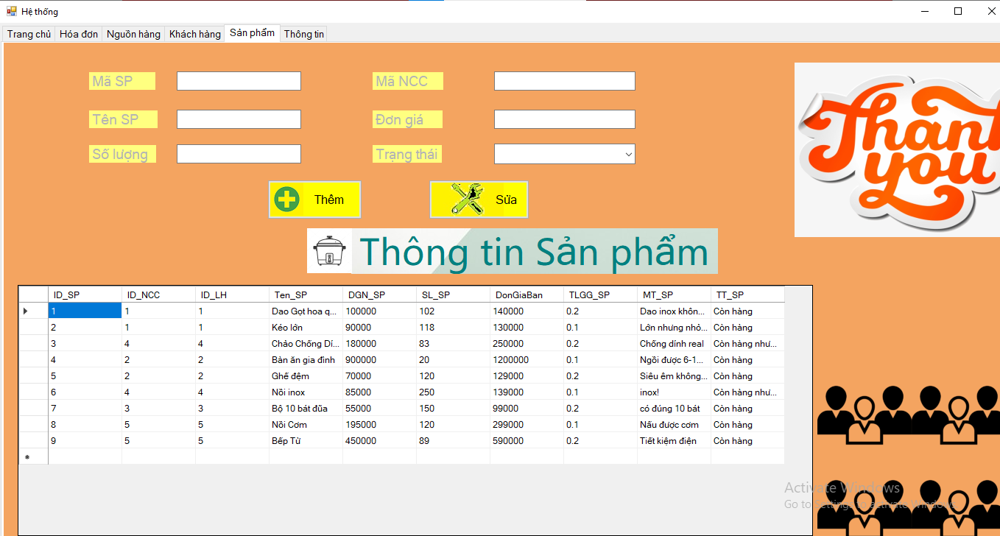 Hệ thống
Trang chủ Hóa đơn Nguồn hàng Khách hàng Sản phẩm Thông tin
Mã SP Mã NCC
Tên SP Đơn giá
Số lượng Trạng thái
Thêm Sửa
Thank you
Thông tin Sản phẩm
ID_SP ID_NCC ID_LH Ten_SP DGN_SP SL_SP DonGiaBan TLGG_SP MT_SP TT_SP
1 1 1 Dao Gọt hoa q... 100000 102 140000 0.2 Dao inox khôn... Còn hàng
2 1 1 Kéo lớn 90000 118 130000 0.1 Lớn nhưng nhỏ... Còn hàng
3 4 4 Chảo Chống Dí... 180000 83 250000 0.2 Chống dính real Còn hàng như...
4 2 2 Bàn ăn gia đình 900000 20 1200000 0.1 Ngồi được 6-1... Còn hàng
5 2 2 Ghế đệm 70000 120 129000 0.2 Siêu êm không... Còn hàng
6 4 4 Nồi inox 85000 250 139000 0.1 inox! Còn hàng như...
7 3 3 Bộ 10 bát đũa 55000 150 99000 0.2 có đúng 10 bát Còn hàng
8 5 5 Nồi Cơm 195000 120 299000 0.1 Nấu được cơm Còn hàng
9 5 5 Bếp Từ 450000 89 590000 0.2 Tiết kiệm điện Còn hàng
Activate Windows
Go to Settings to activate Windows.